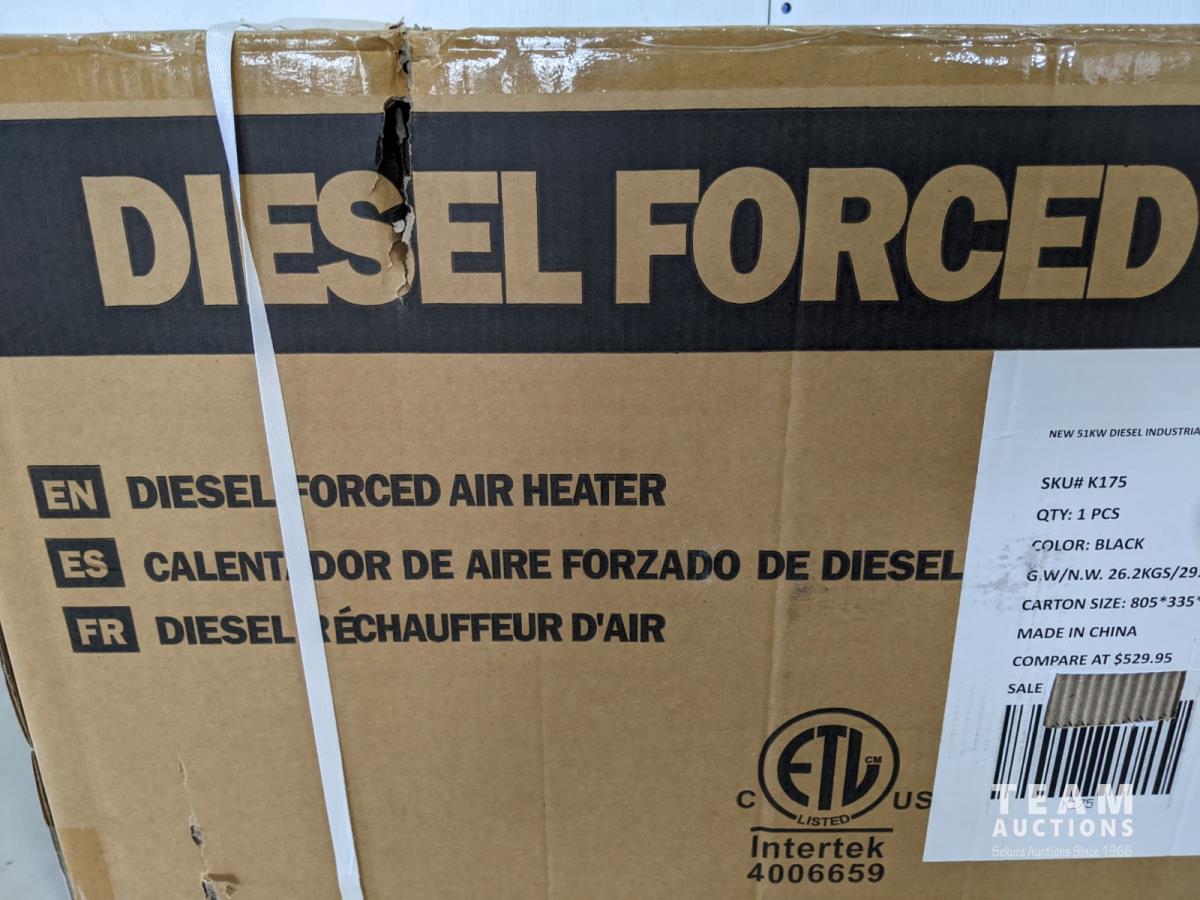 DIESEL FORCED
EN DIESEL FORCED AIR HEATER
ES CALENTADOR DE AIRE FORZADO DE DIESEL
FR DIESEL RÉCHAUFFEUR D'AIR
C ETL CM US
LISTED
Intertek
4006659
NEW 51KW DIESEL INDUSTRIA
SKU# K175
QTY: 1 PCS
COLOR: BLACK
G.W/N.W. 26.2KGS/29.
CARTON SIZE: 805*335*
MADE IN CHINA
COMPARE AT $529.95
SALE
TEAM
AUCTIONS
Sekura Auctions Since 1966